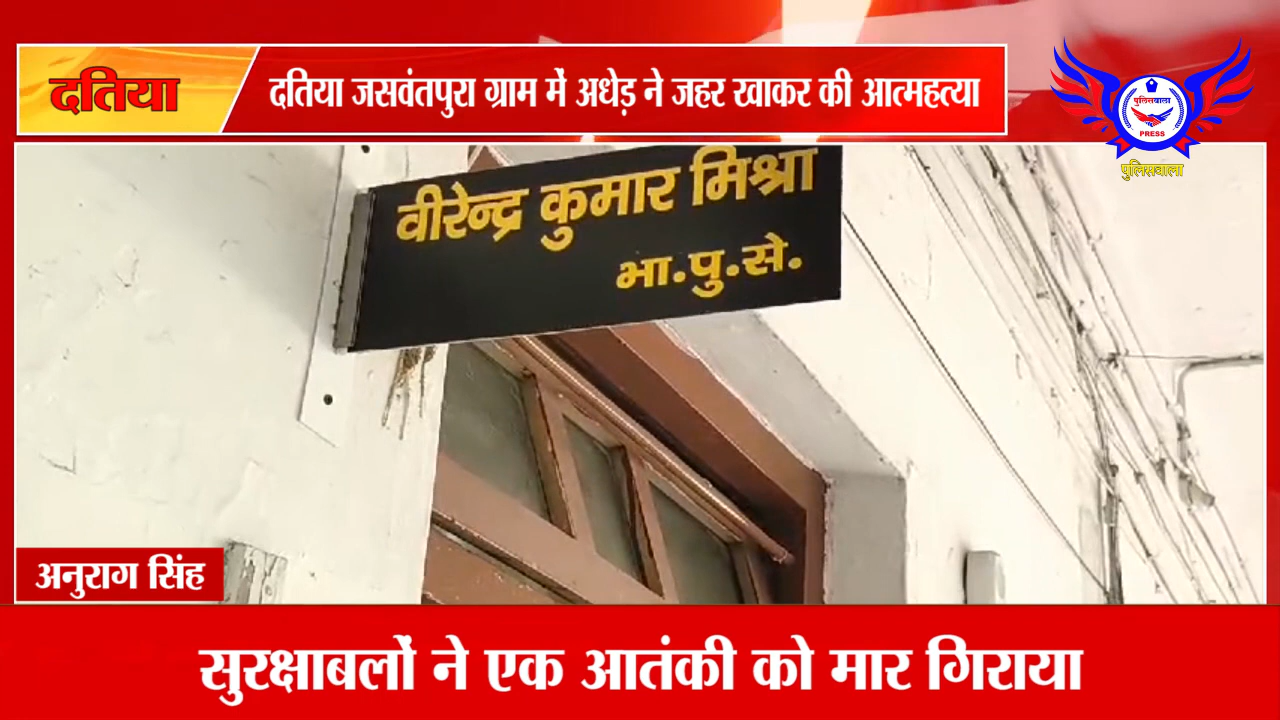 दतिया
दतिया जसवंतपुरा ग्राम में अधेड़ ने जहर खाकर की आत्महत्या
पुलिसवाला
PRESS
पुलिसवाला
वीरेन्द्र कुमार मिश्रा
भा.पु.से.
अनुराग सिंह
सुरक्षाबलों ने एक आतंकी को मार गिराया